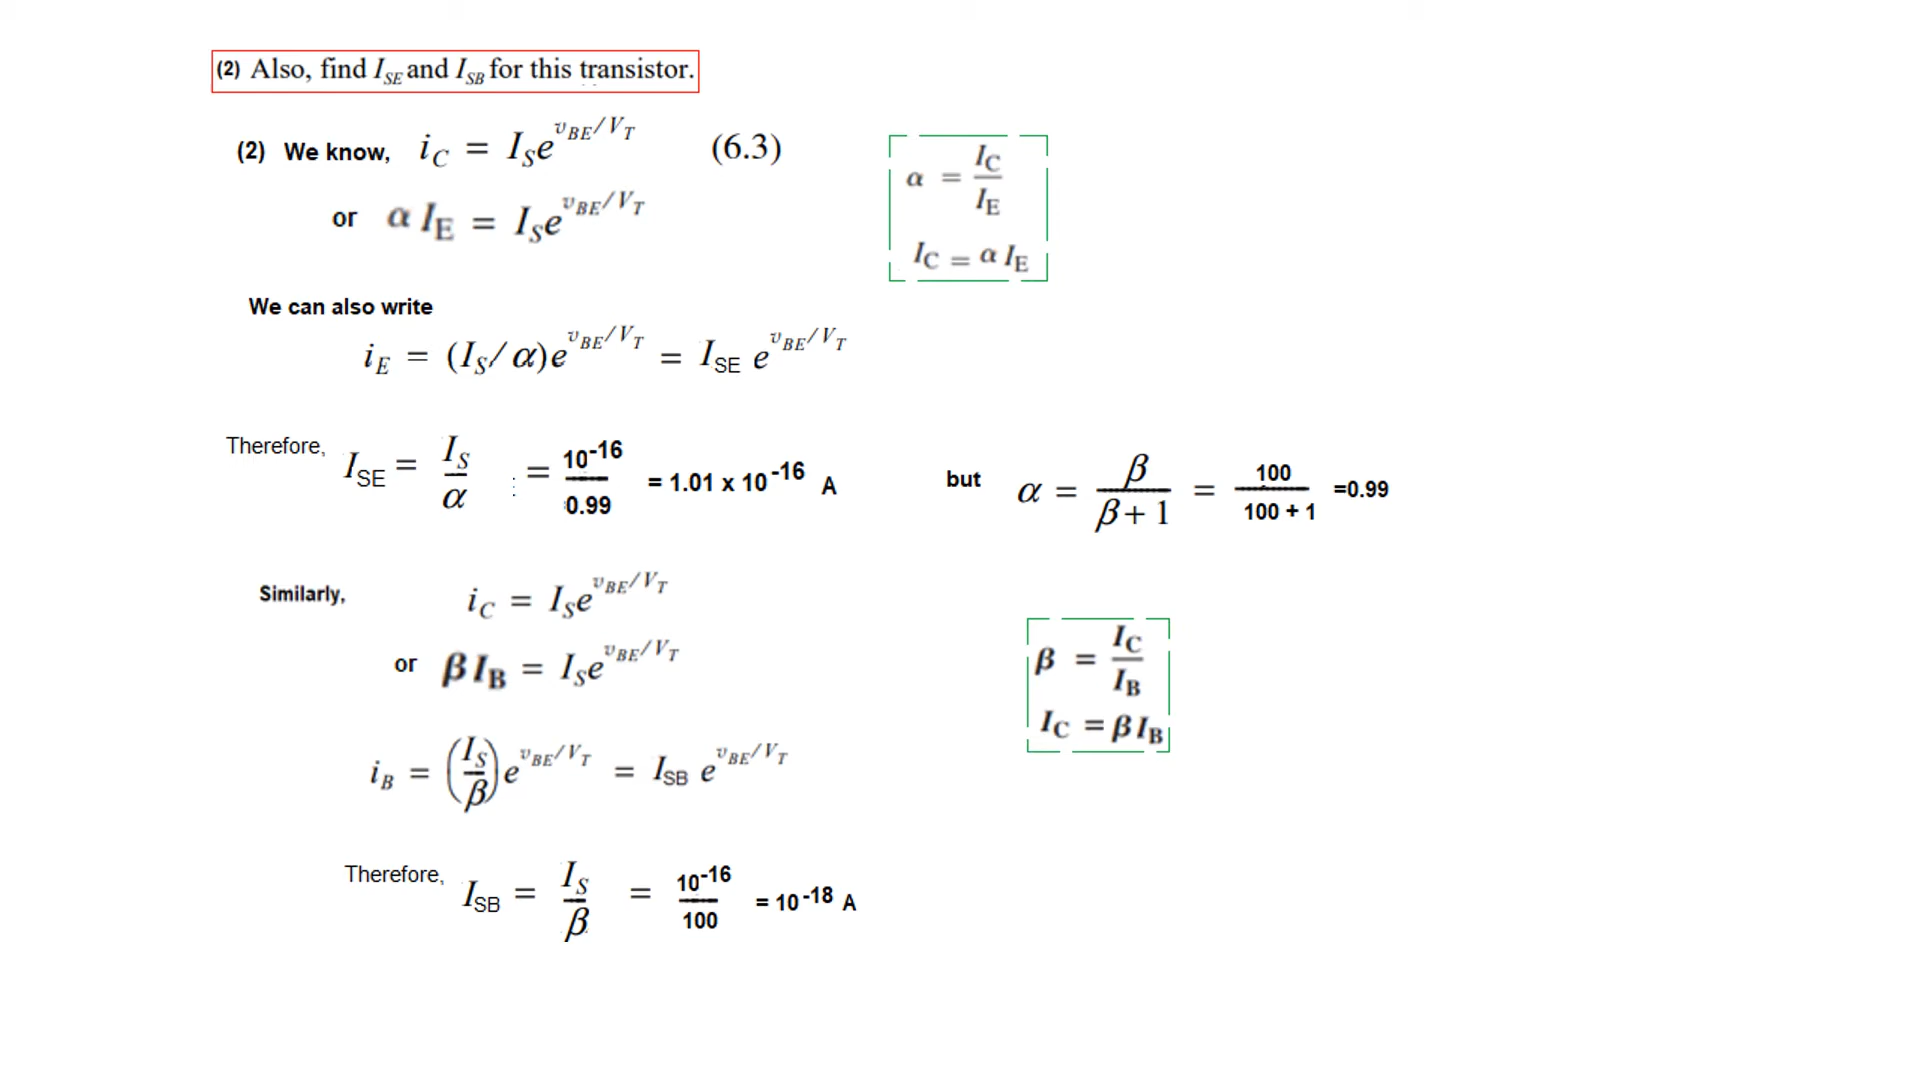 (2) Also, find I_SE and I_SB for this transistor.
(2) We know, i_C = I_S e^{v_BE/V_T} (6.3)
α = I_C / I_E
or α I_E = I_S e^{v_BE/V_T}
I_C = α I_E
We can also write
i_E = (I_S/α)e^{v_BE/V_T} = I_SE e^{v_BE/V_T}
Therefore, I_SE = I_S / α = 10^-16 / 0.99 = 1.01 x 10^-16 A
but α = β / (β + 1) = 100 / (100 + 1) =0.99
Similarly, i_C = I_S e^{v_BE/V_T}
β = I_C / I_B
or β I_B = I_S e^{v_BE/V_T}
I_C = β I_B
i_B = (I_S / β) e^{v_BE/V_T} = I_SB e^{v_BE/V_T}
Therefore, I_SB = I_S / β = 10^-16 / 100 = 10^-18 A